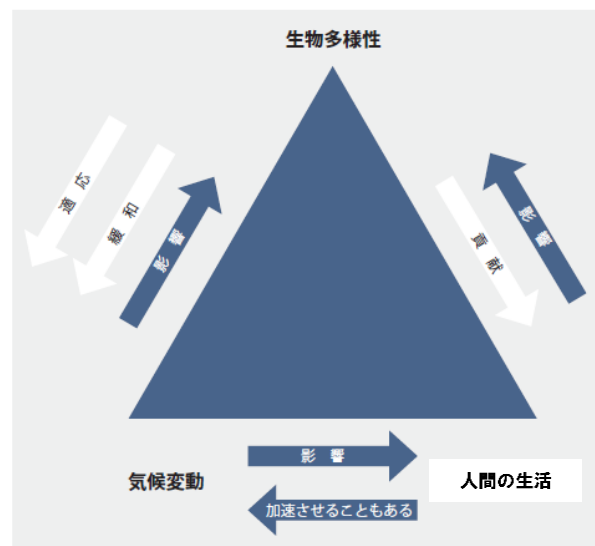 生物多様性
適 応
緩 和
影 響
貢 献
影 響
影 響
気候変動
人間の生活
加速させることもある